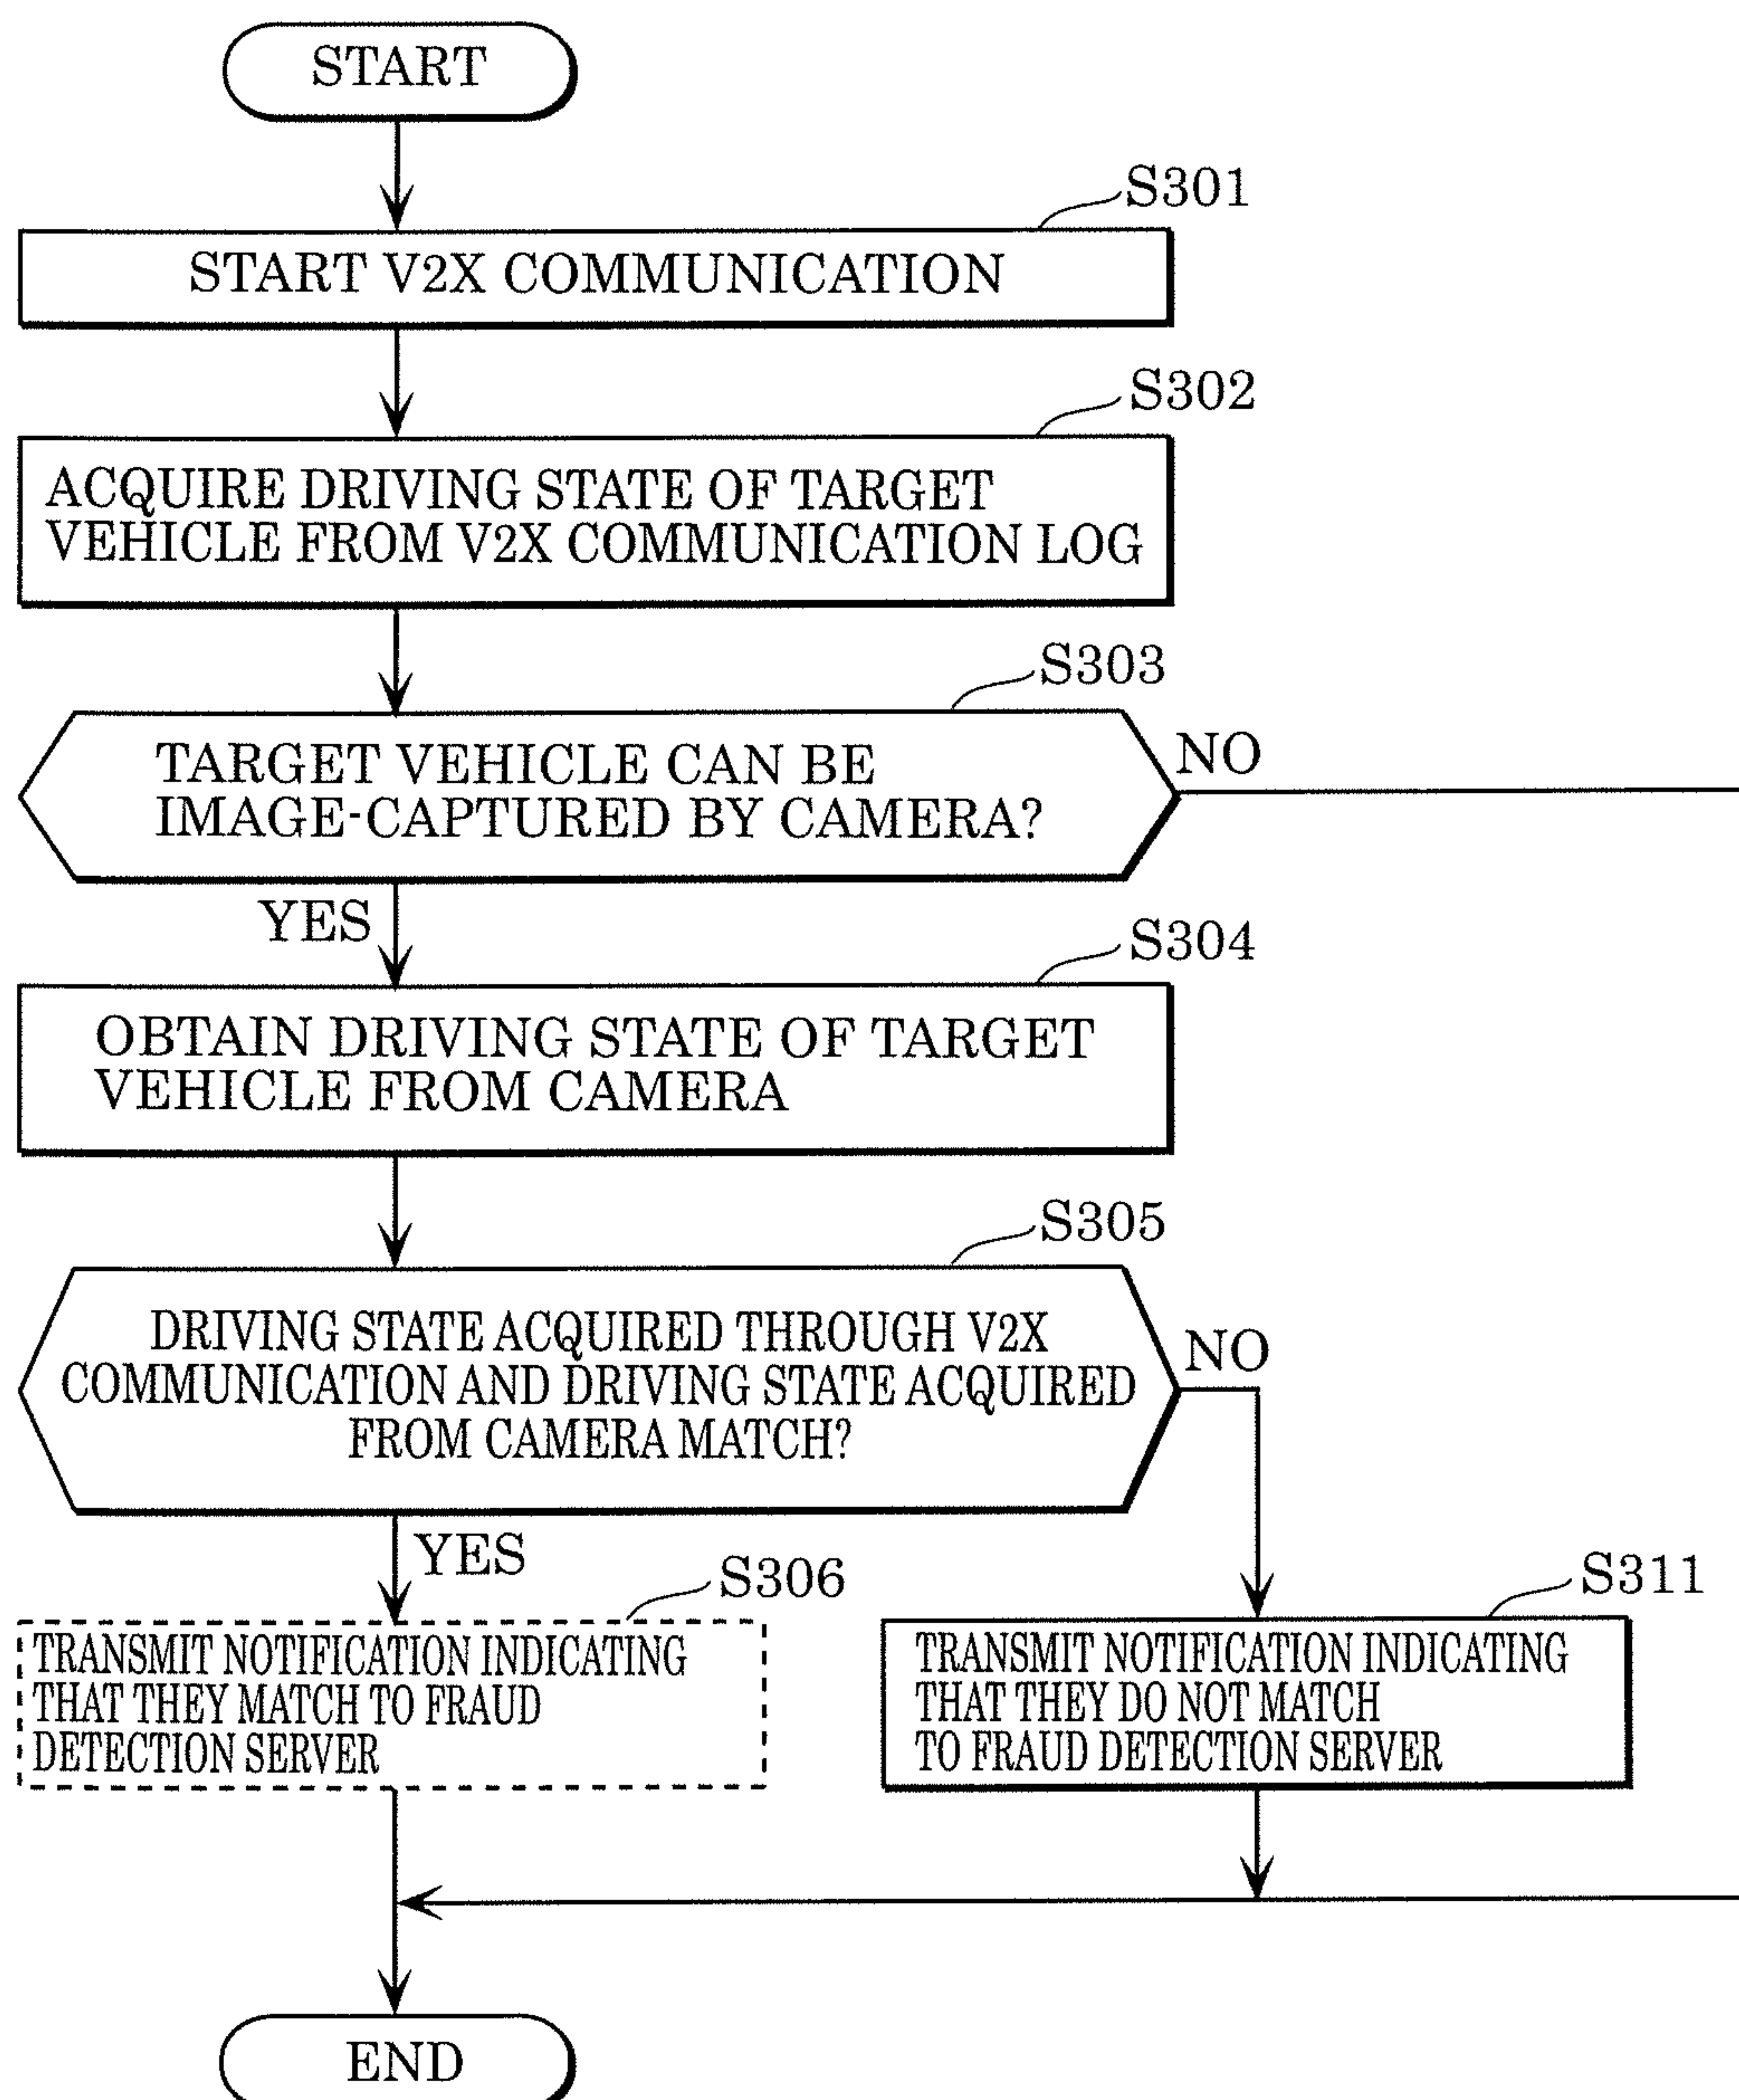 START
S301
START V2X COMMUNICATION
S302
ACQUIRE DRIVING STATE OF TARGET
VEHICLE FROM V2X COMMUNICATION LOG
S303
TARGET VEHICLE CAN BE
IMAGE-CAPTURED BY CAMERA?
NO
YES
S304
OBTAIN DRIVING STATE OF TARGET
VEHICLE FROM CAMERA
S305
DRIVING STATE ACQUIRED THROUGH V2X
COMMUNICATION AND DRIVING STATE ACQUIRED
FROM CAMERA MATCH?
NO
YES
S306
TRANSMIT NOTIFICATION INDICATING
THAT THEY MATCH TO FRAUD
DETECTION SERVER
S311
TRANSMIT NOTIFICATION INDICATING
THAT THEY DO NOT MATCH
TO FRAUD DETECTION SERVER
END